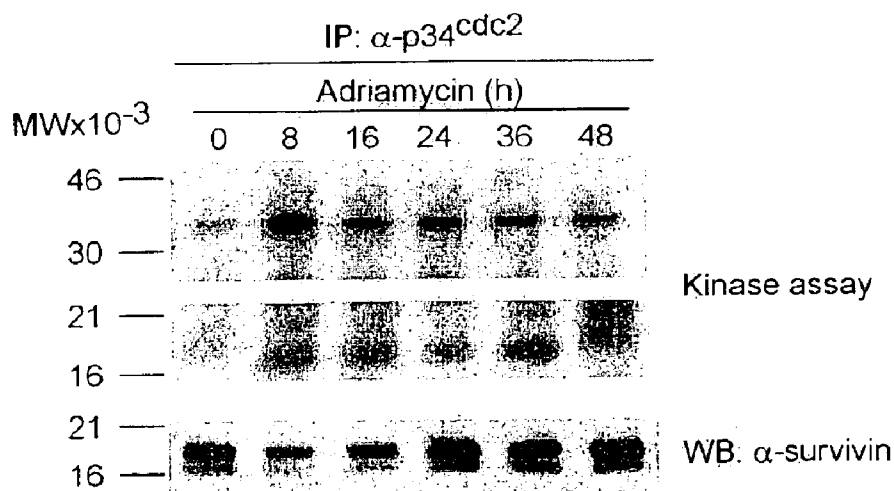 IP: α-p34cdc2
Adriamycin (h)
MWx10-3
0 8 16 24 36 48
46
30
Kinase assay
21
16
21
WB: α-survivin
16